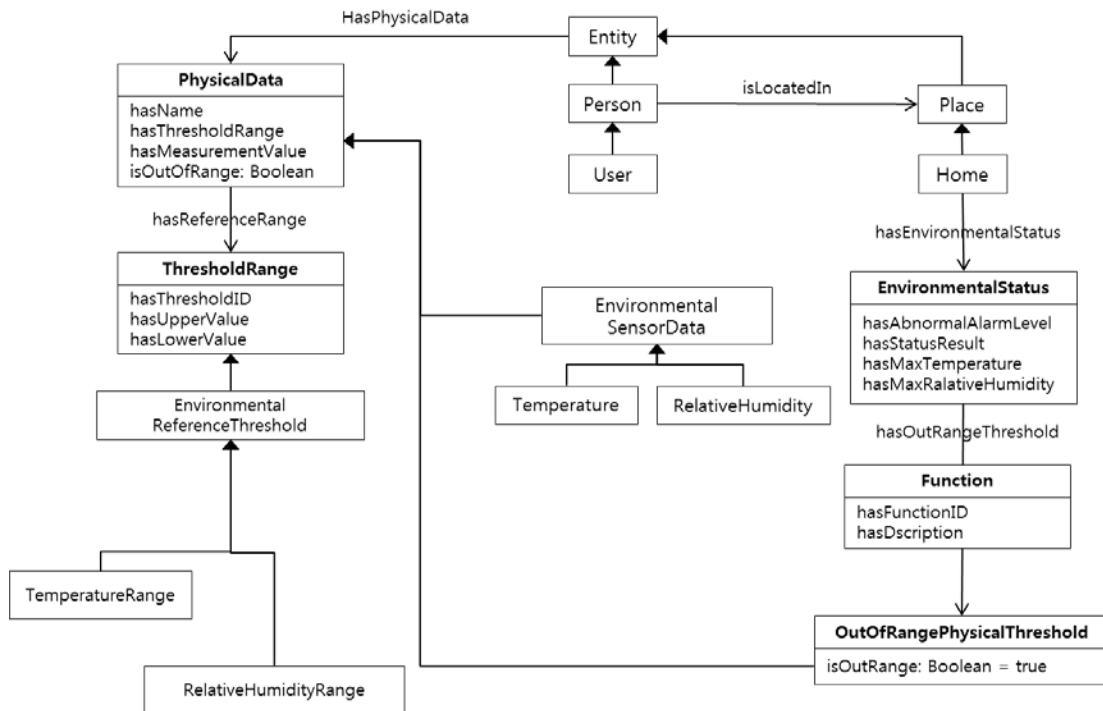 HasPhysicalData
Entity
PhysicalData
hasName
hasThresholdRange
hasMeasurementValue
isOutOfRange: Boolean
Person
isLocatedIn
Place
User
Home
hasReferenceRange
hasEnvironmentalStatus
ThresholdRange
hasThresholdID
hasUpperValue
hasLowerValue
Environmental
SensorData
EnvironmentalStatus
hasAbnormalAlarmLevel
hasStatusResult
hasMaxTemperature
hasMaxRalativeHumidity
Environmental
ReferenceThreshold
Temperature
RelativeHumidity
hasOutRangeThreshold
Function
hasFunctionID
hasDscription
TemperatureRange
OutOfRangePhysicalThreshold
isOutRange: Boolean = true
RelativeHumidityRange